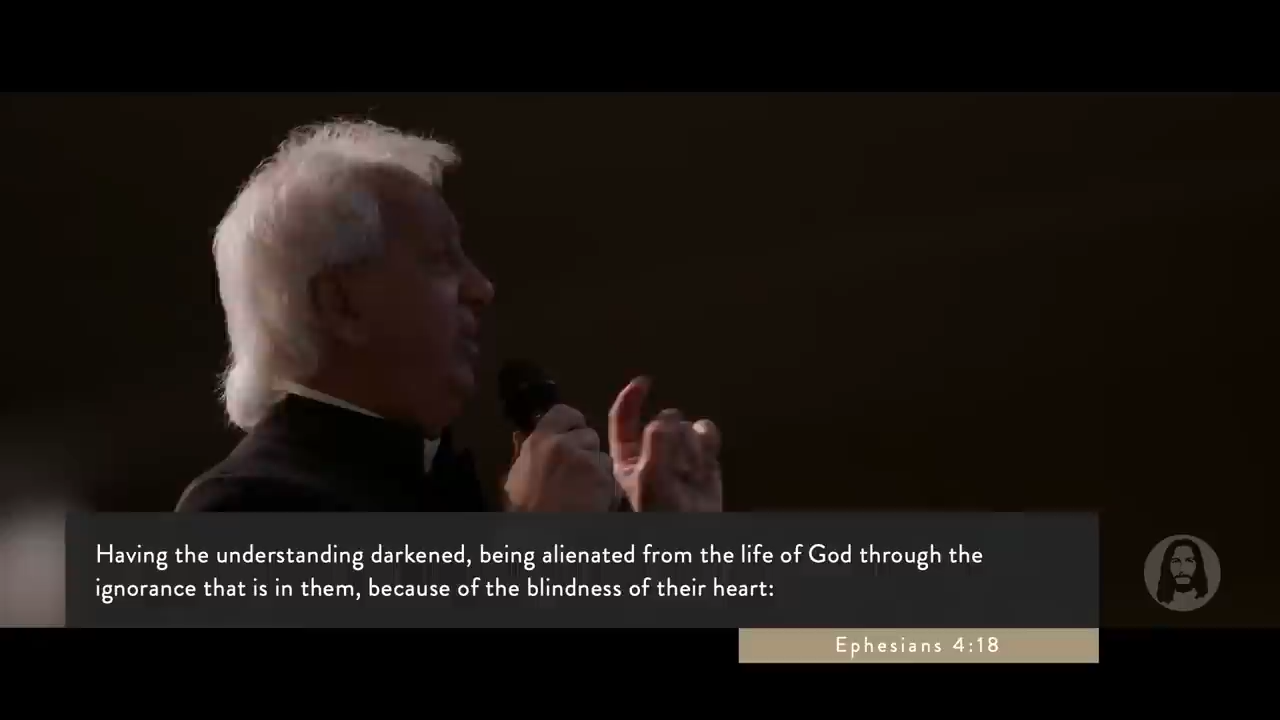 Having the understanding darkened, being alienated from the life of God through the
ignorance that is in them, because of the blindness of their heart:
Ephesians 4:18